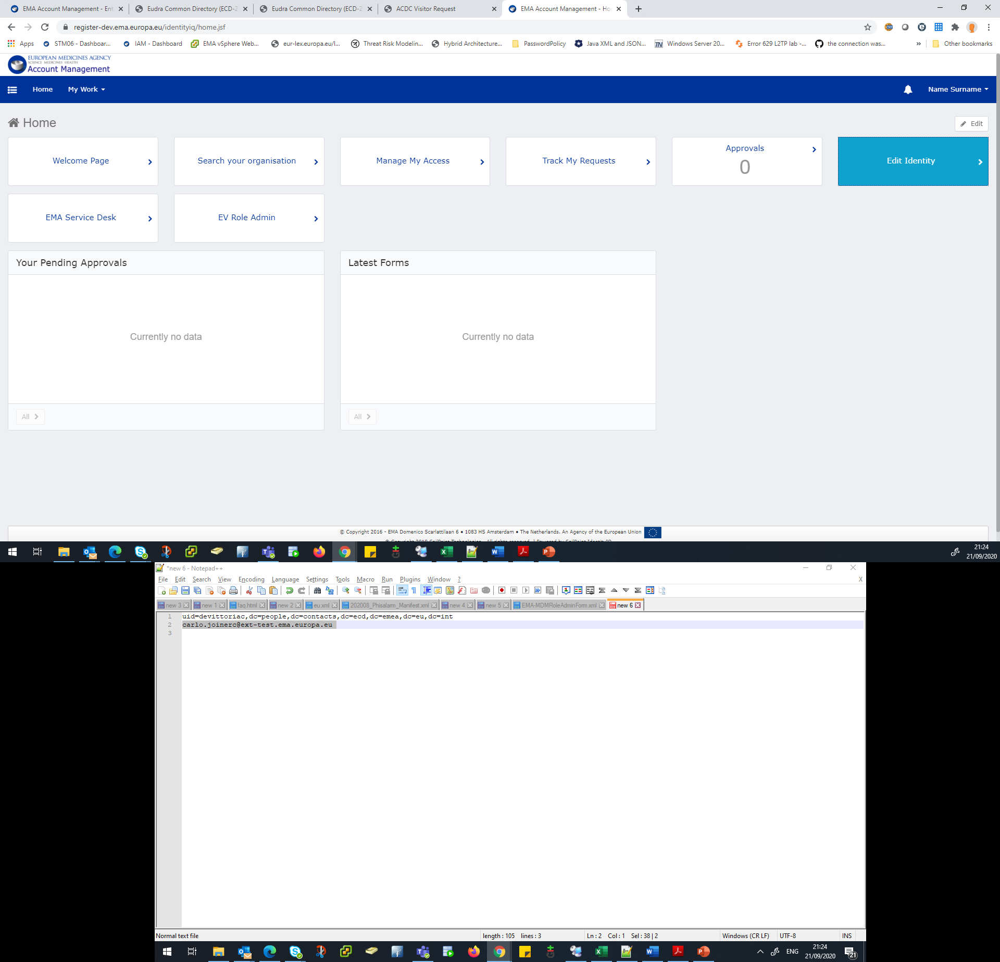 EMA Account Management - Ent
Eudra Common Directory (ECD-2
Eudra Common Directory (ECD-2
ACDC Visitor Request
EMA Account Management - Ho
register-dev.ema.europa.eu/identityiq/home.jsf
Apps
STM06 - Dashboar...
IAM - Dashboard
EMA vSphere Web...
eur-lex.europa.eu/l...
Threat Risk Modelin...
Hybrid Architecture...
PasswordPolicy
Java XML and JSON...
Windows Server 20...
Error 629 L2TP lab -...
the connection was...
»
Other bookmarks
EUROPEAN MEDICINES AGENCY
SCIENCE MEDICINES HEALTH
Account Management
Home
My Work
Name Surname
Home
Edit
Welcome Page
Search your organisation
Manage My Access
Track My Requests
Approvals
0
Edit Identity
EMA Service Desk
EV Role Admin
Your Pending Approvals
Latest Forms
Currently no data
Currently no data
All
All
© Copyright 2016 - EMA Domenico Scarlattilaan 6 • 1083 HS Amsterdam • The Netherlands. An Agency of the European Union
21:24
21/09/2020
*new 6 - Notepad++
File Edit Search View Encoding Language Settings Tools Macro Run Plugins Window ?
X
new 3
new 1
faq.html
new 2
eu.xml
202008_Phisalarm_Manifest.xml
new 4
new 5
EMA-MDMRoleAdminForm.xml
new 6
1 uid=devittoriac,dc=people,dc=contacts,dc=ecd,dc=emea,dc=eu,dc=int
2 carlo.joinerc@ext-test.ema.europa.eu
3
Normal text file
length : 105 lines : 3
Ln : 2 Col : 1 Sel : 38 | 2
Windows (CR LF)
UTF-8
INS
ENG
21:24
21/09/2020
21